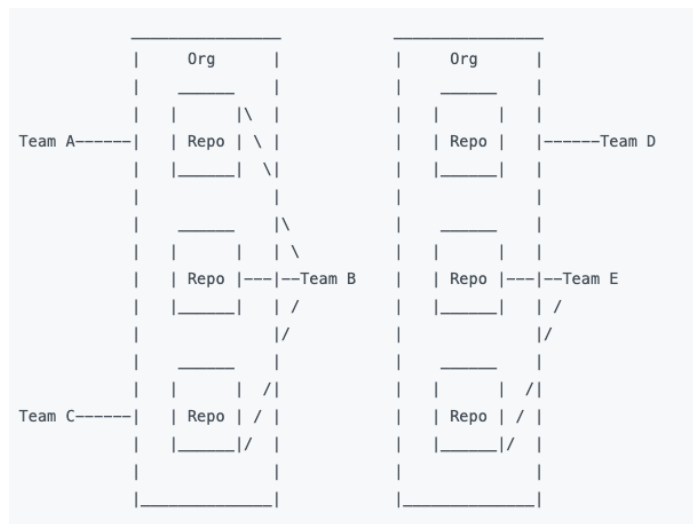 Org Org
Team A------| Repo Repo ------Team D
Repo ---|--Team B Repo ---|--Team E
Team C------| Repo Repo